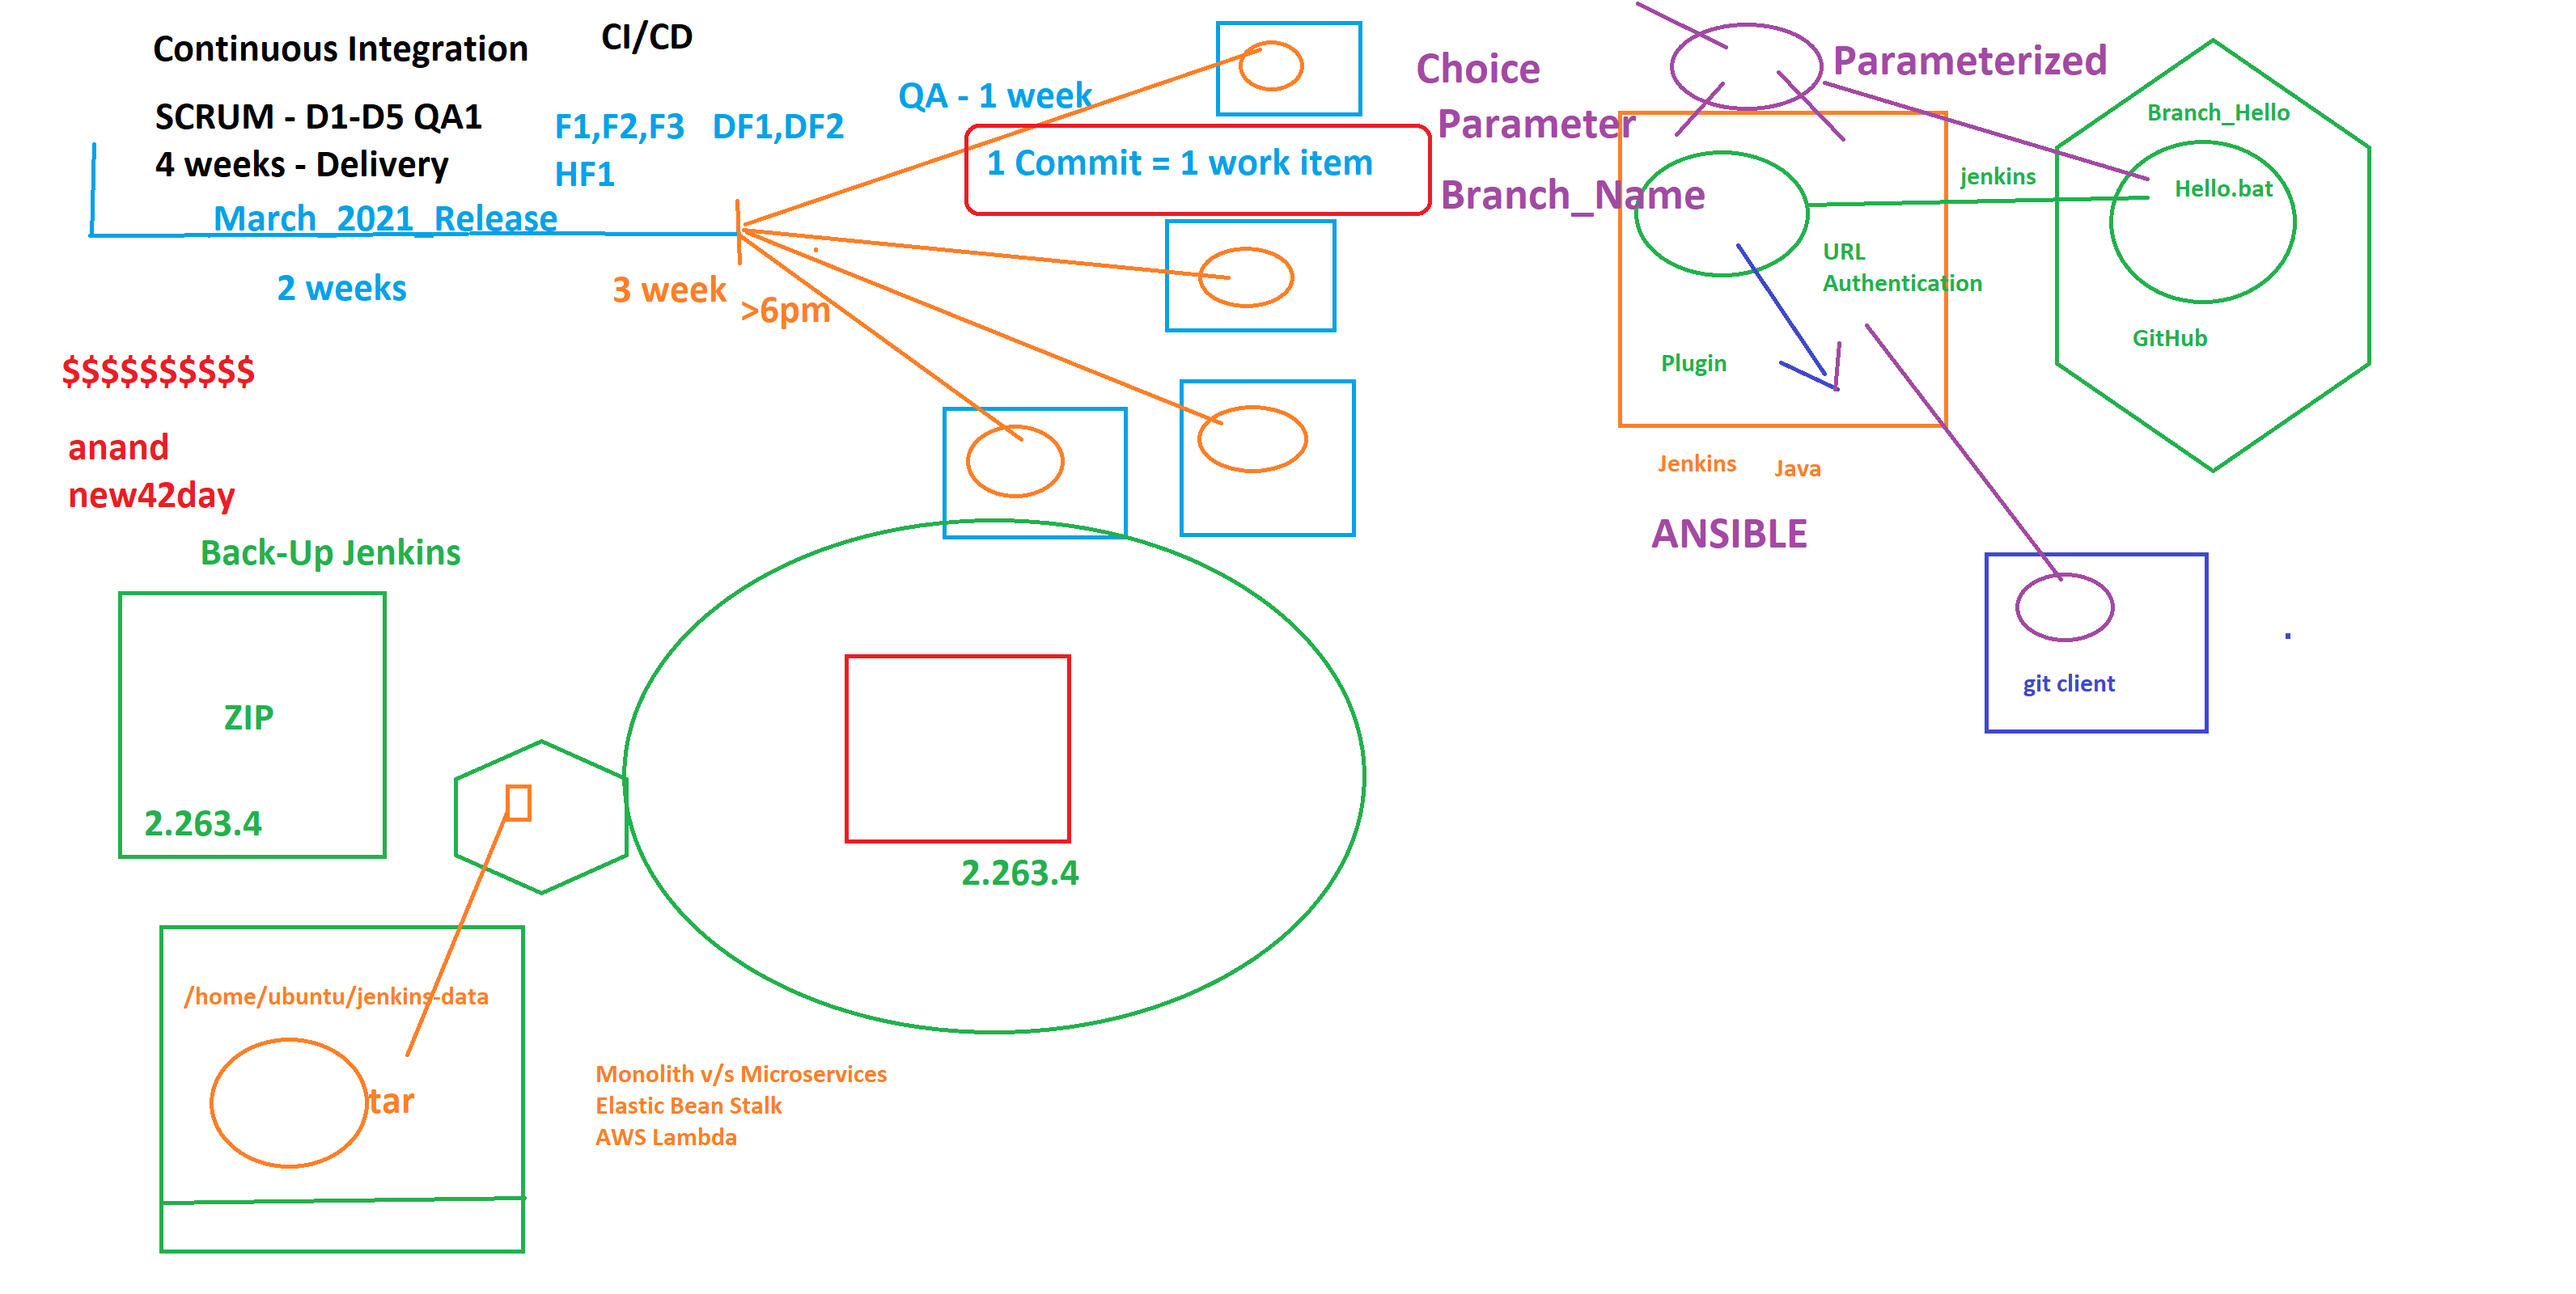 Continuous Integration
CI/CD
SCRUM - D1-D5 QA1
4 weeks - Delivery
F1,F2,F3 DF1,DF2
HF1
March_2021_Release
2 weeks
3 week
>6pm
QA - 1 week
1 Commit = 1 work item
$$$$$$$$$$
anand
new42day
Back-Up Jenkins
ZIP
2.263.4
2.263.4
/home/ubuntu/jenkins-data
tar
Monolith v/s Microservices
Elastic Bean Stalk
AWS Lambda
Choice
Parameter
Branch_Name
Parameterized
Branch_Hello
Hello.bat
GitHub
jenkins
URL
Authentication
Plugin
Jenkins Java
ANSIBLE
git client